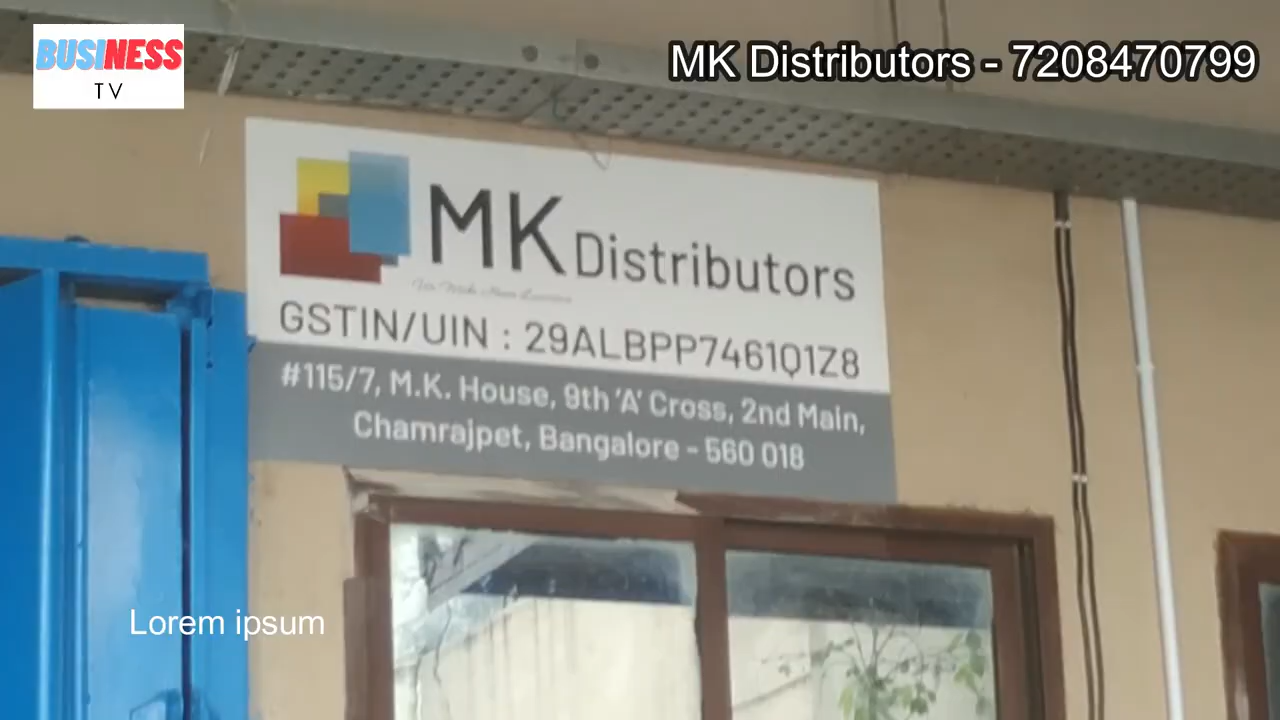 BUSINESS
TV
MK Distributors - 7208470799
MK Distributors
GSTIN/UIN : 29ALBPP7461Q1Z8
#115/7, M.K. House, 9th 'A' Cross, 2nd Main,
Chamrajpet, Bangalore - 560 018
Lorem ipsum